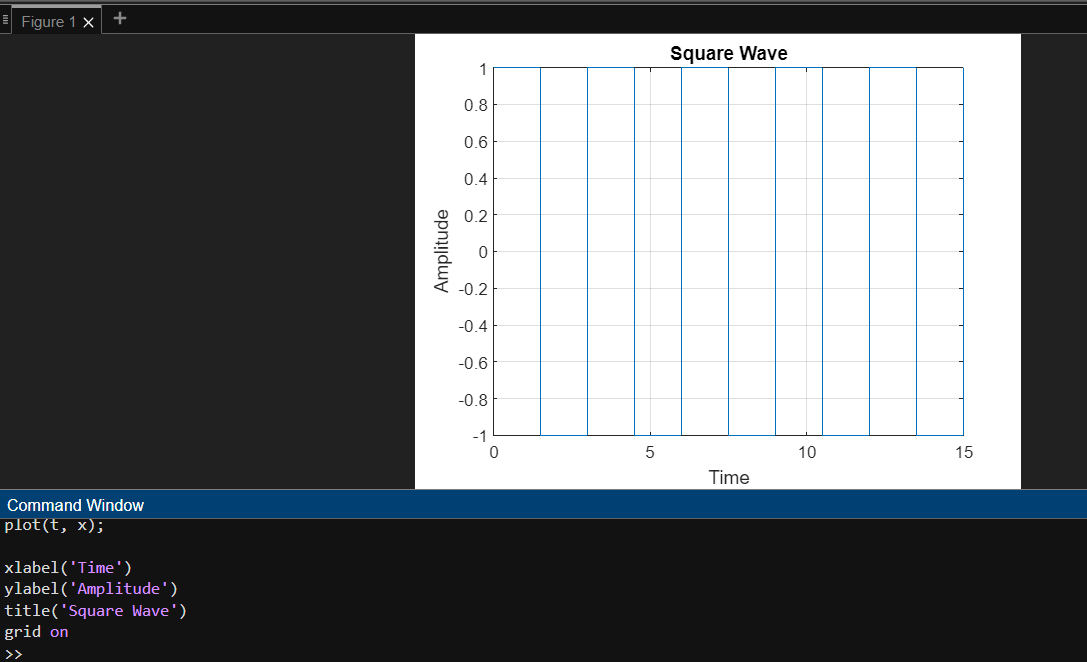 Figure 1 × +
Square Wave
1
0.8
0.6
0.4
0.2
0
-0.2
-0.4
-0.6
-0.8
-1
Amplitude
0 5 10 15
Time
Command Window
plot(t, x);
xlabel('Time')
ylabel('Amplitude')
title('Square Wave')
grid on
>>